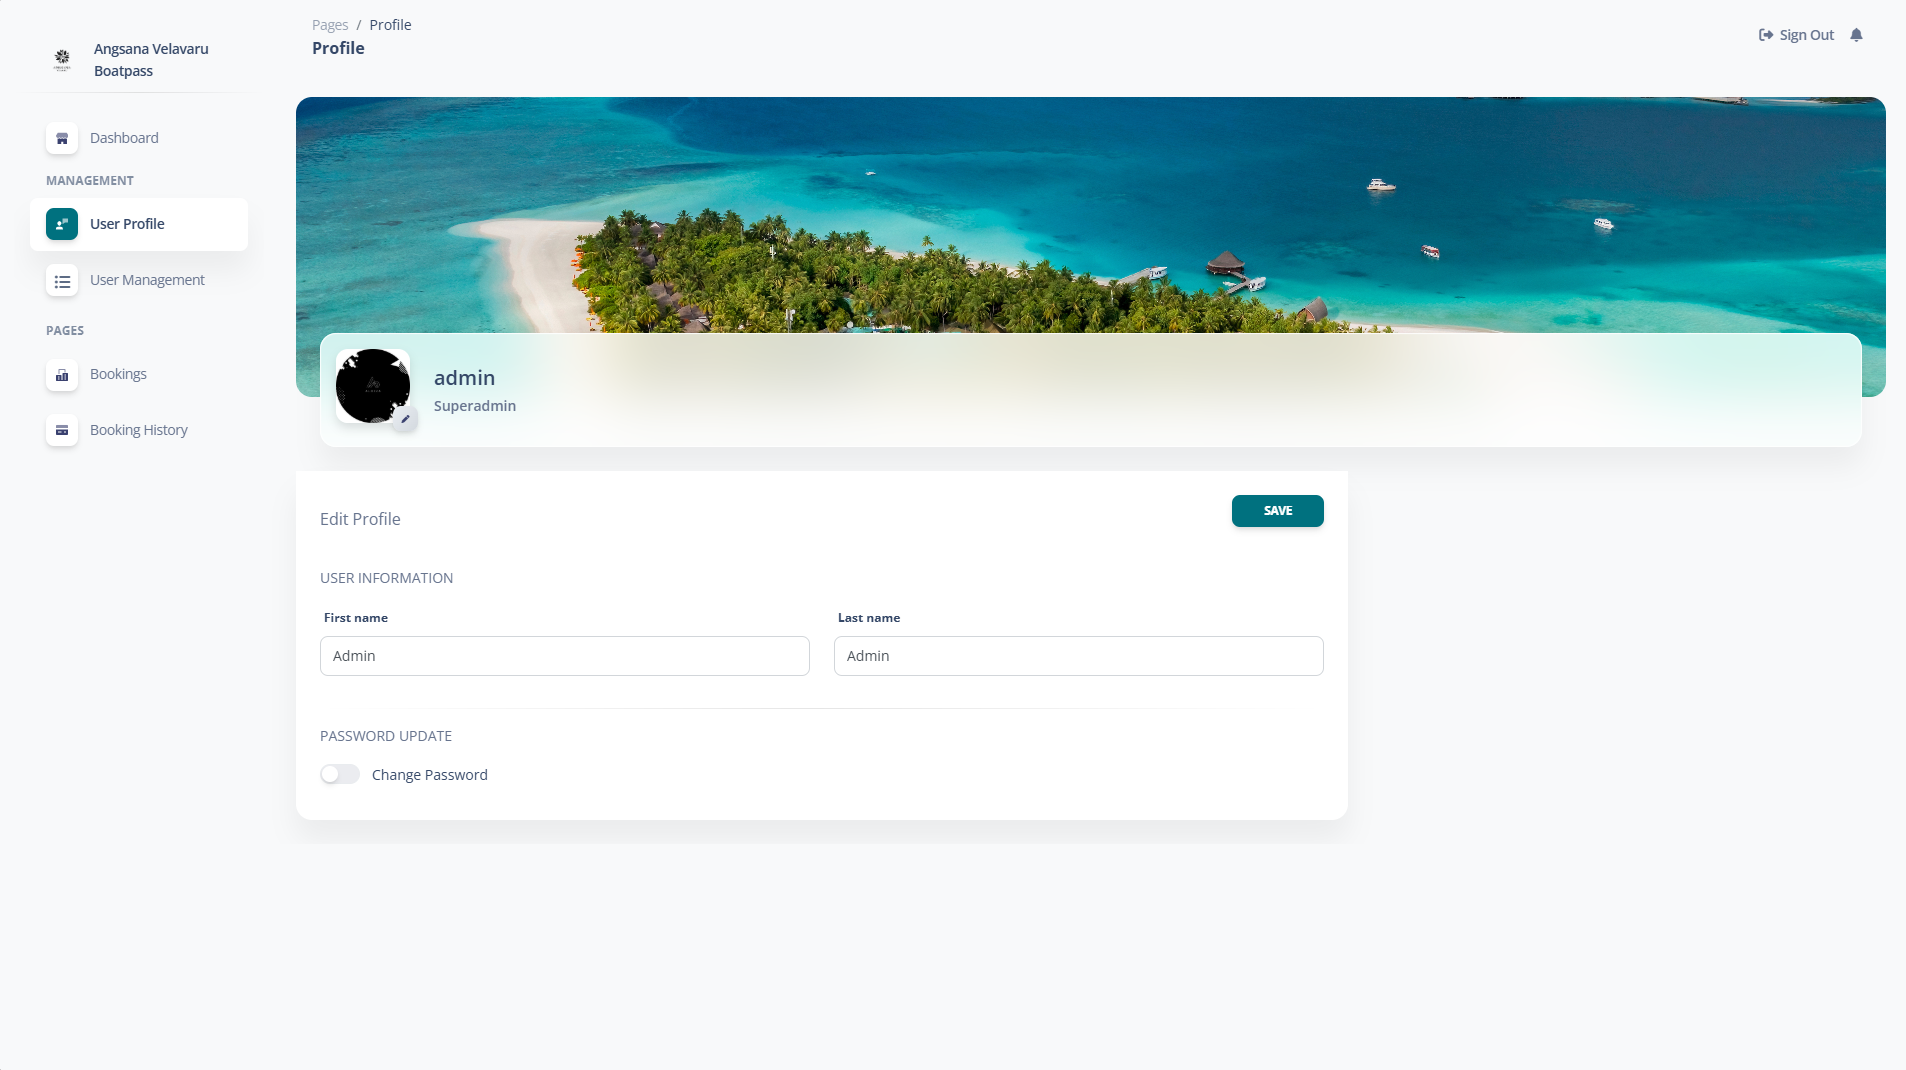 Angsana Velavaru
Boatpass
Dashboard
MANAGEMENT
User Profile
User Management
PAGES
Bookings
Booking History
Pages / Profile
Profile
Sign Out
admin
Superadmin
Edit Profile
SAVE
USER INFORMATION
First name
Last name
Admin
Admin
PASSWORD UPDATE
Change Password